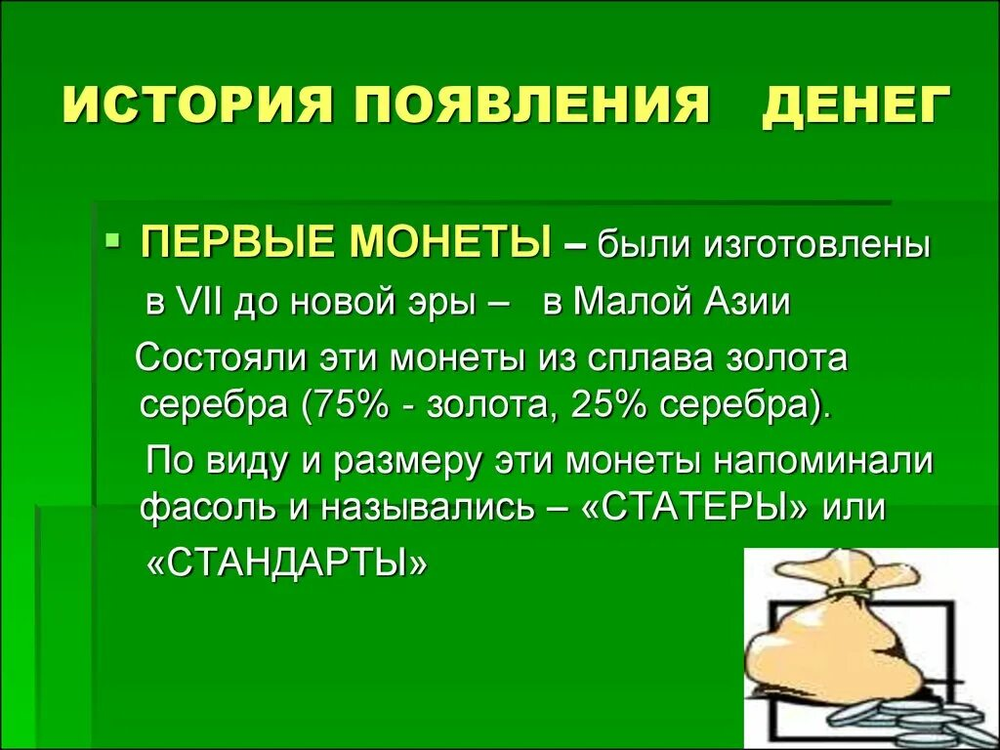 ИСТОРИЯ ПОЯВЛЕНИЯ ДЕНЕГ
ПЕРВЫЕ МОНЕТЫ – были изготовлены
в VII до новой эры – в Малой Азии
Состояли эти монеты из сплава золота
серебра (75% - золота, 25% серебра).
По виду и размеру эти монеты напоминали
фасоль и назывались – «СТАТЕРЫ» или
«СТАНДАРТЫ»